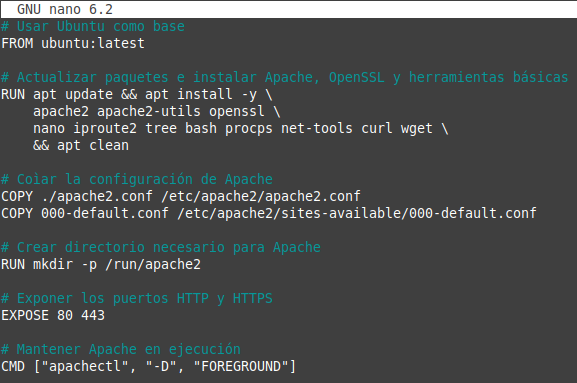 GNU nano 6.2
# Usar Ubuntu como base
FROM ubuntu:latest
# Actualizar paquetes e instalar Apache, OpenSSL y herramientas básicas
RUN apt update && apt install -y \
apache2 apache2-utils openssl \
nano iproute2 tree bash procps net-tools curl wget \
&& apt clean
# Coiar la configuración de Apache
COPY ./apache2.conf /etc/apache2/apache2.conf
COPY 000-default.conf /etc/apache2/sites-available/000-default.conf
# Crear directorio necesario para Apache
RUN mkdir -p /run/apache2
# Exponer los puertos HTTP y HTTPS
EXPOSE 80 443
# Mantener Apache en ejecución
CMD ["apachectl", "-D", "FOREGROUND"]